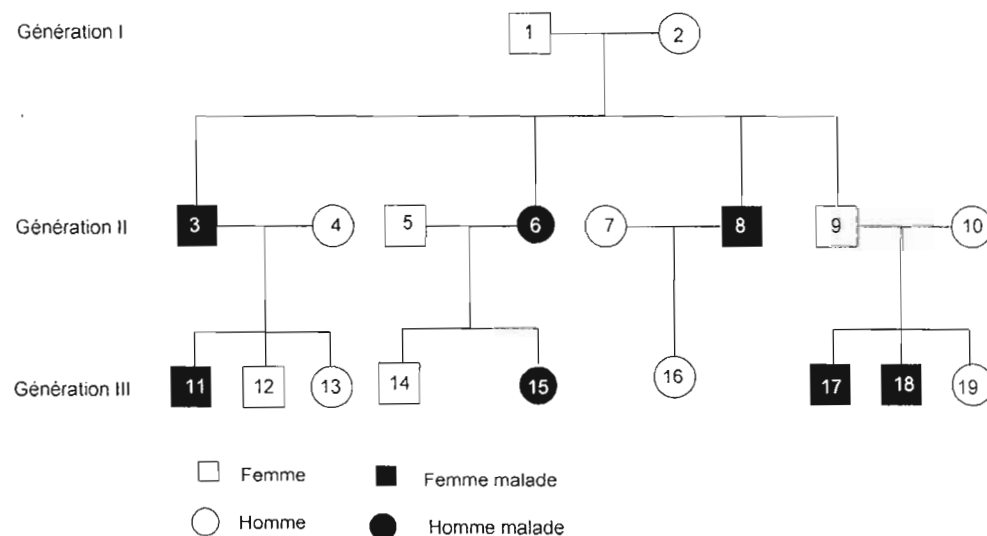 Génération I
1 2
Génération II
3 4 5 6 7 8 9 10
Génération III
11 12 13 14 15 16 17 18 19
Femme Femme malade
Homme Homme malade